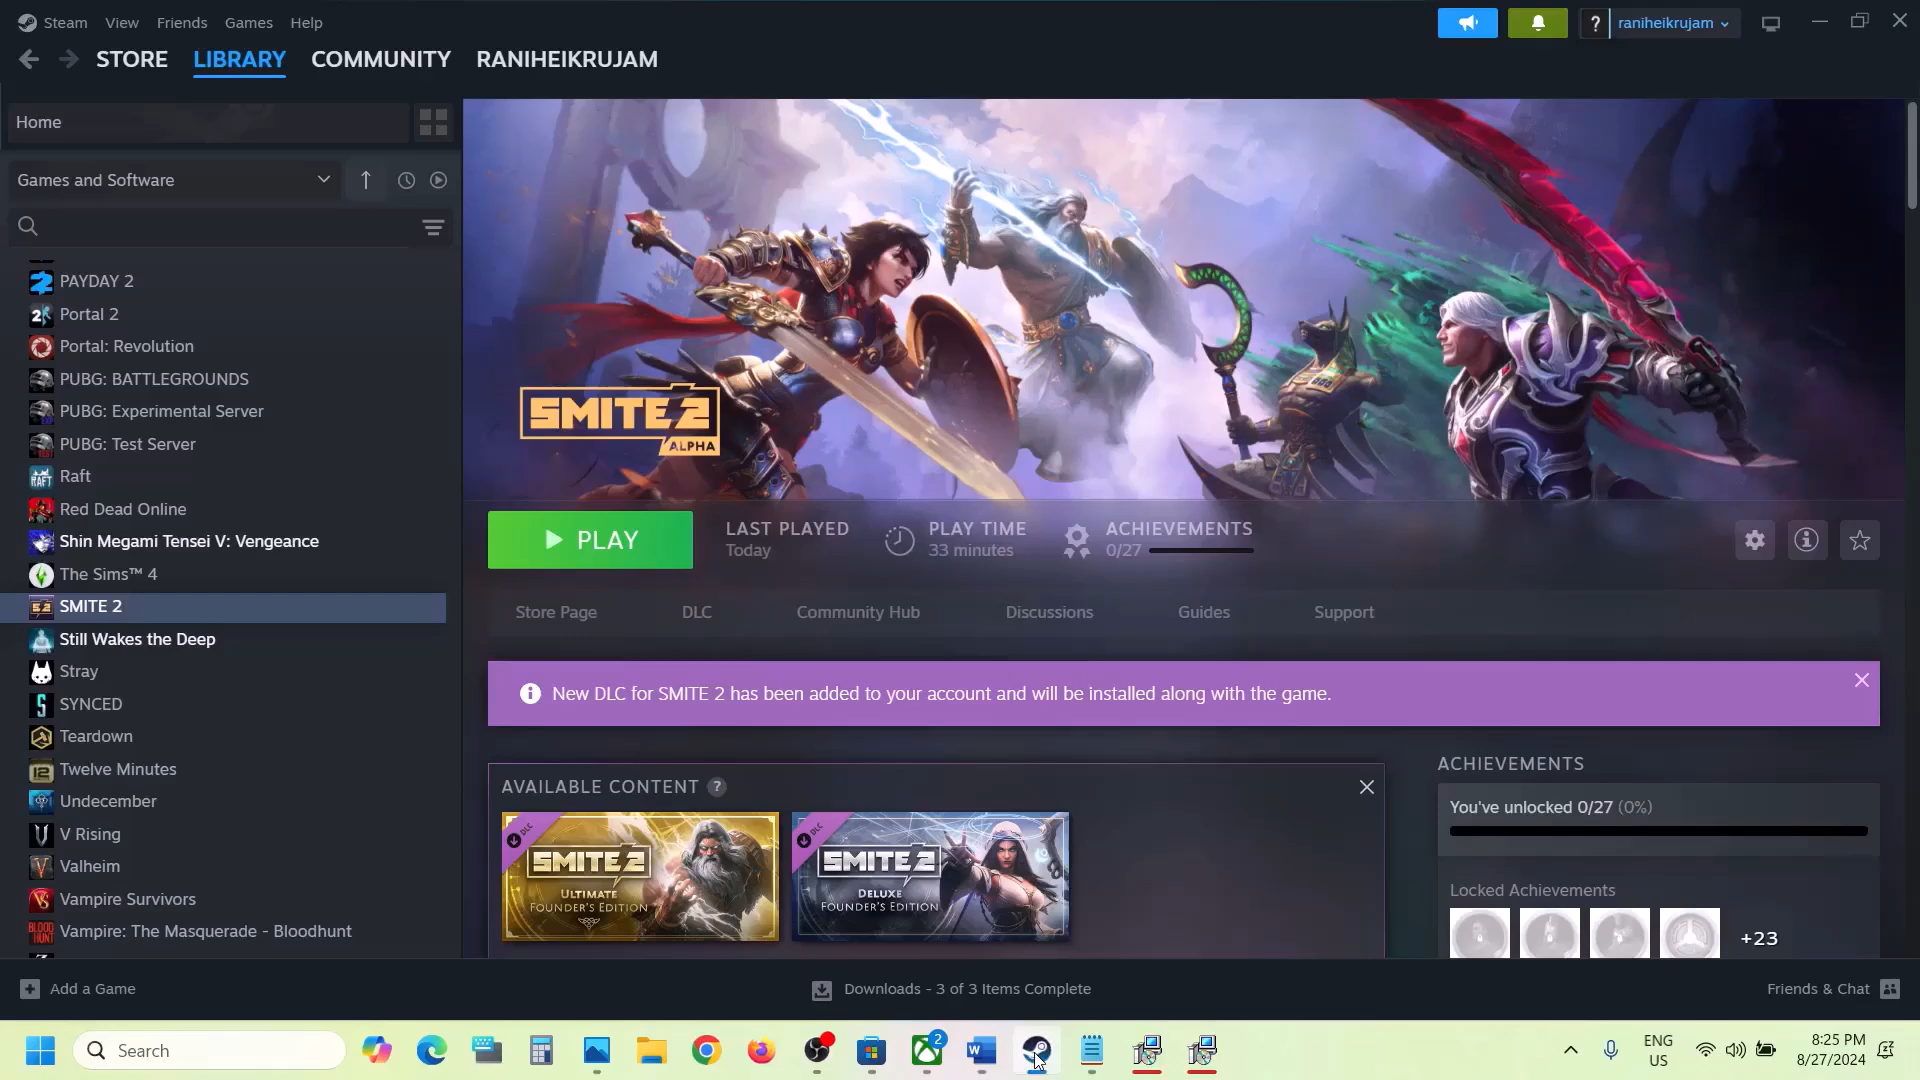 Steam View Friends Games Help
? raniheikrujam
STORE LIBRARY COMMUNITY RANIHEIKRUJAM
Home
Games and Software
PAYDAY 2
Portal 2
Portal: Revolution
PUBG: BATTLEGROUNDS
PUBG: Experimental Server
PUBG: Test Server
Raft
Red Dead Online
Shin Megami Tensei V: Vengeance
The Sims™ 4
SMITE 2
Still Wakes the Deep
Stray
SYNCED
Teardown
Twelve Minutes
Undecember
V Rising
Valheim
Vampire Survivors
Vampire: The Masquerade - Bloodhunt
SMITE 2
ALPHA
PLAY
LAST PLAYED
Today
PLAY TIME
33 minutes
ACHIEVEMENTS
0/27
Store Page DLC Community Hub Discussions Guides Support
New DLC for SMITE 2 has been added to your account and will be installed along with the game.
AVAILABLE CONTENT ?
DLC
SMITE 2
ULTIMATE
FOUNDER'S EDITION
DLC
SMITE 2
DELUXE
FOUNDER'S EDITION
ACHIEVEMENTS
You've unlocked 0/27 (0%)
Locked Achievements
+23
Add a Game
Downloads - 3 of 3 Items Complete
Friends & Chat
Search
2
ENG
US
8:25 PM
8/27/2024